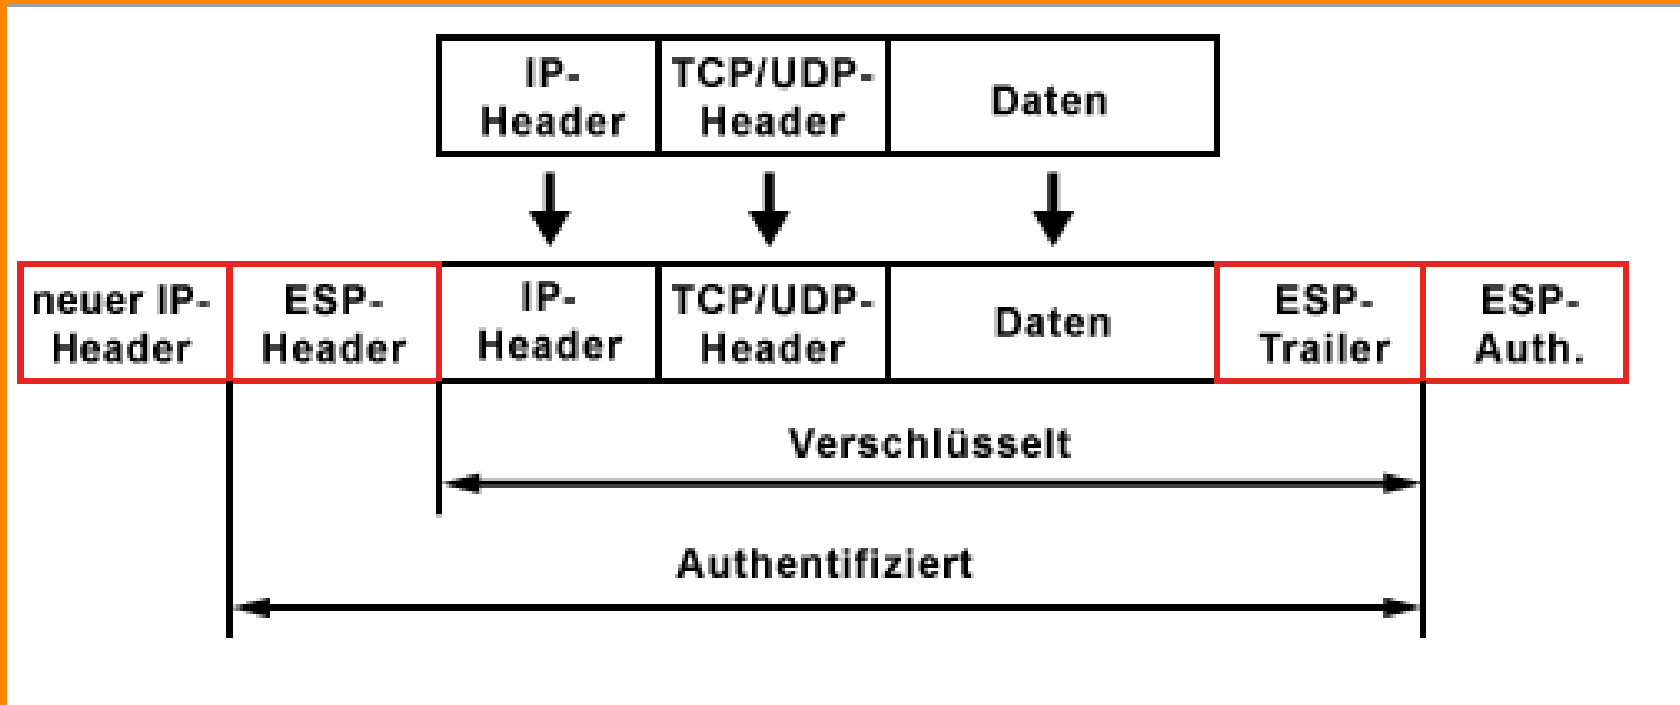 IP-
Header
TCP/UDP-
Header
Daten
neuer IP-
Header
ESP-
Header
IP-
Header
TCP/UDP-
Header
Daten
ESP-
Trailer
ESP-
Auth.
Verschlüsselt
Authentifiziert